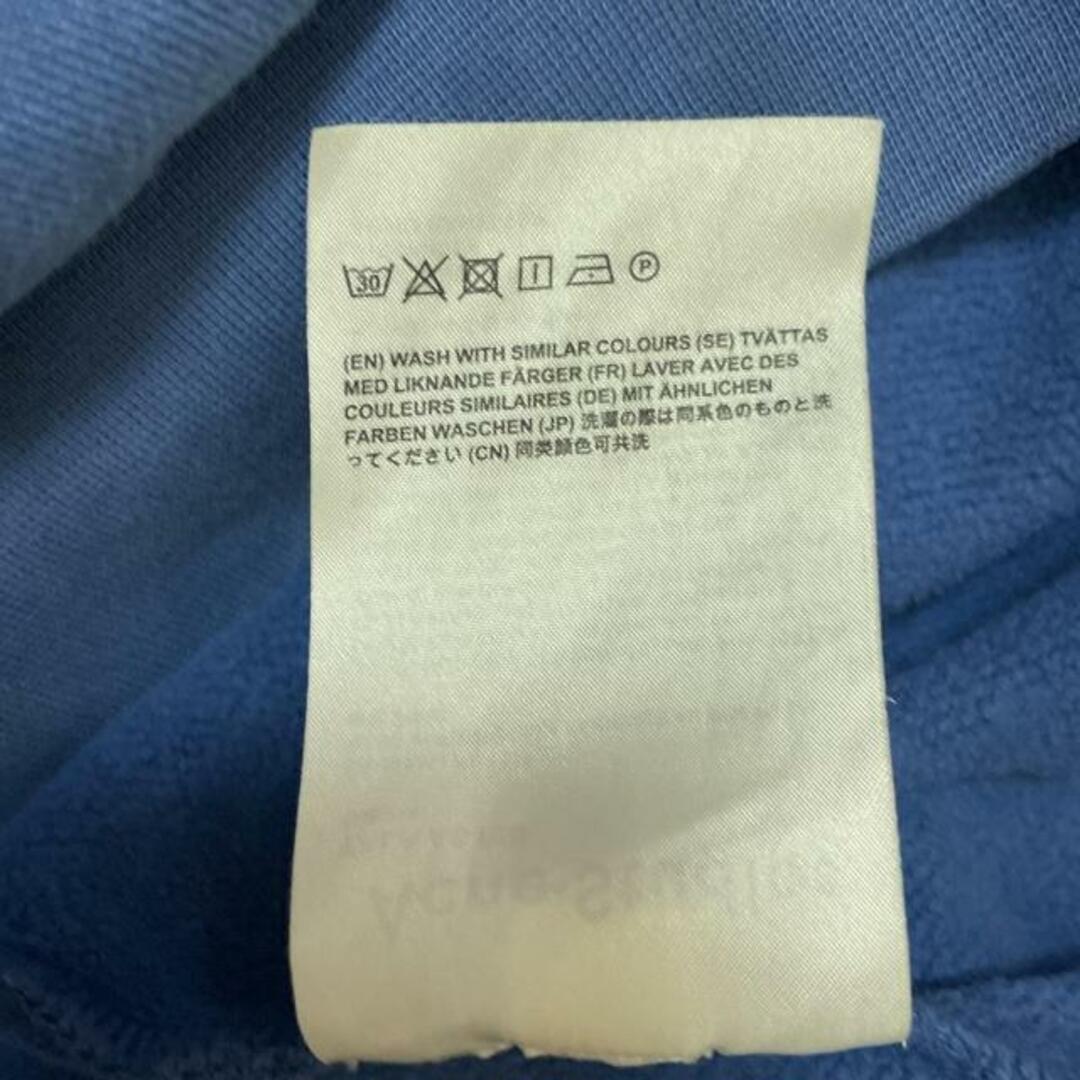 30 P
(EN) WASH WITH SIMILAR COLOURS (SE) TVÄTTAS
MED LIKNANDE FÄRGER (FR) LAVER AVEC DES
COULEURS SIMILAIRES (DE) MIT ÄHNLICHEN
FARBEN WASCHEN (JP) 洗濯の際は同系色のものと洗
ってください (CN) 同类颜色可共洗